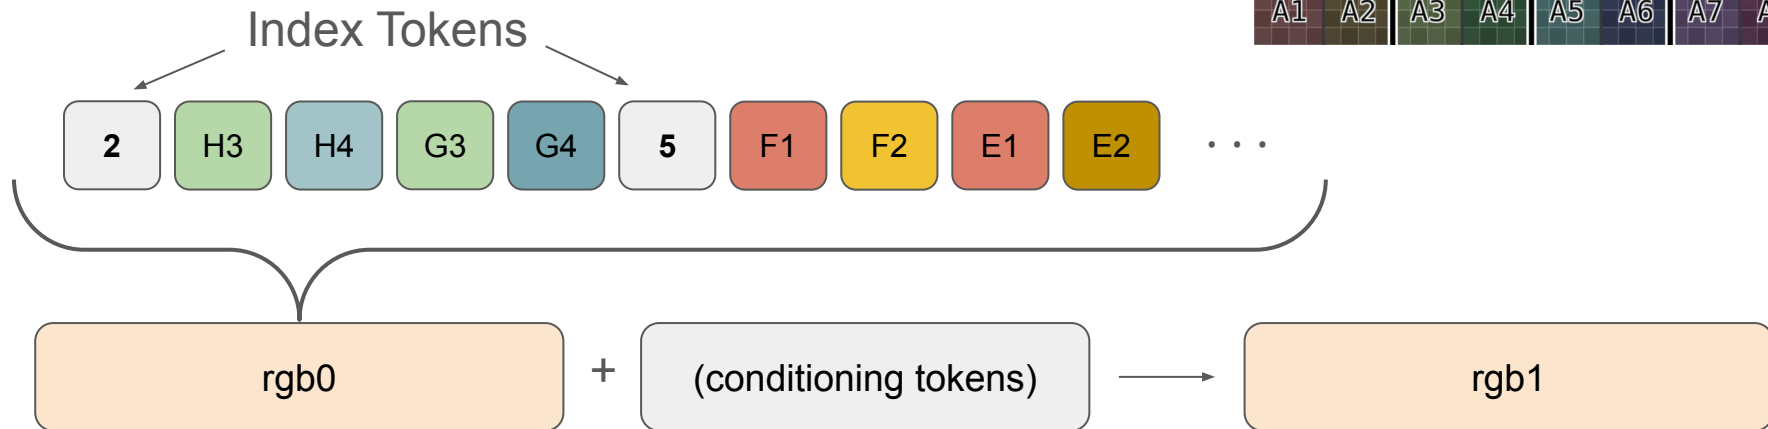 A1 A2 A3 A4 A5 A6 A7
Index Tokens
2 H3 H4 G3 G4 5 F1 F2 E1 E2 ...
rgb0 + (conditioning tokens) rgb1